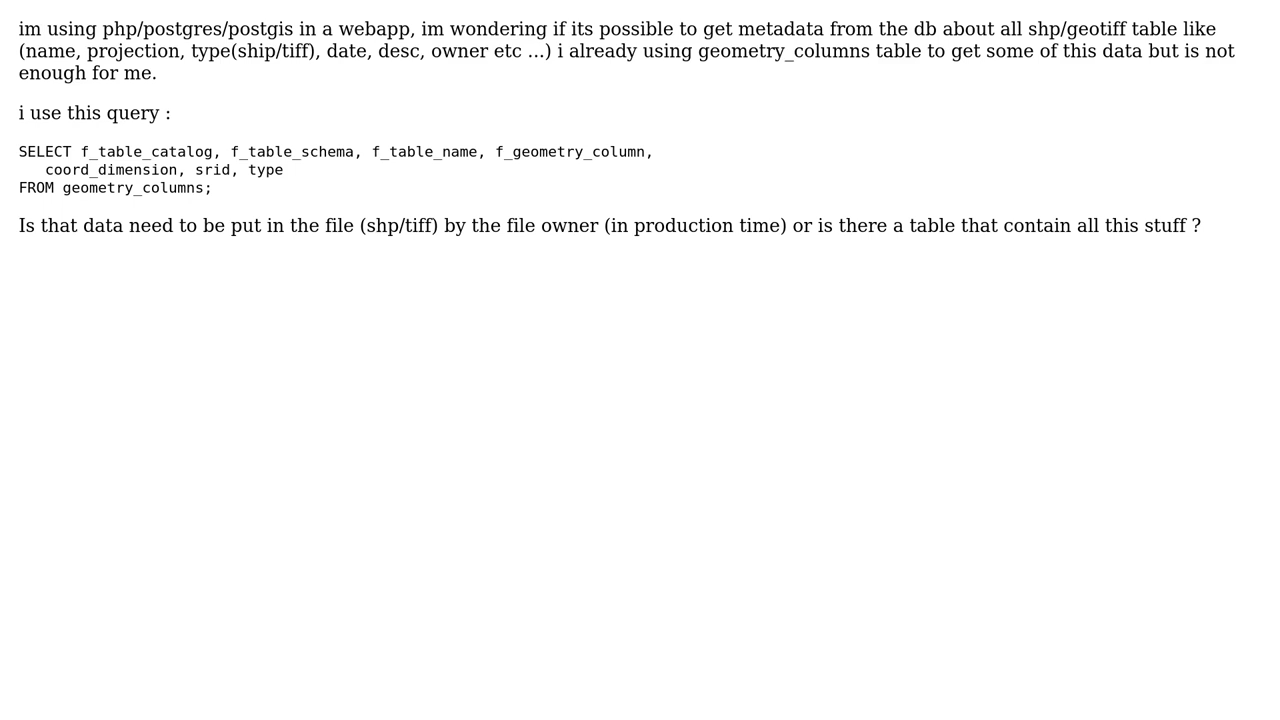 im using php/postgres/postgis in a webapp, im wondering if its possible to get metadata from the db about all shp/geotiff table like
(name, projection, type(ship/tiff), date, desc, owner etc ...) i already using geometry_columns table to get some of this data but is not
enough for me.
i use this query :
SELECT f_table_catalog, f_table_schema, f_table_name, f_geometry_column,
   coord_dimension, srid, type
FROM geometry_columns;
Is that data need to be put in the file (shp/tiff) by the file owner (in production time) or is there a table that contain all this stuff ?